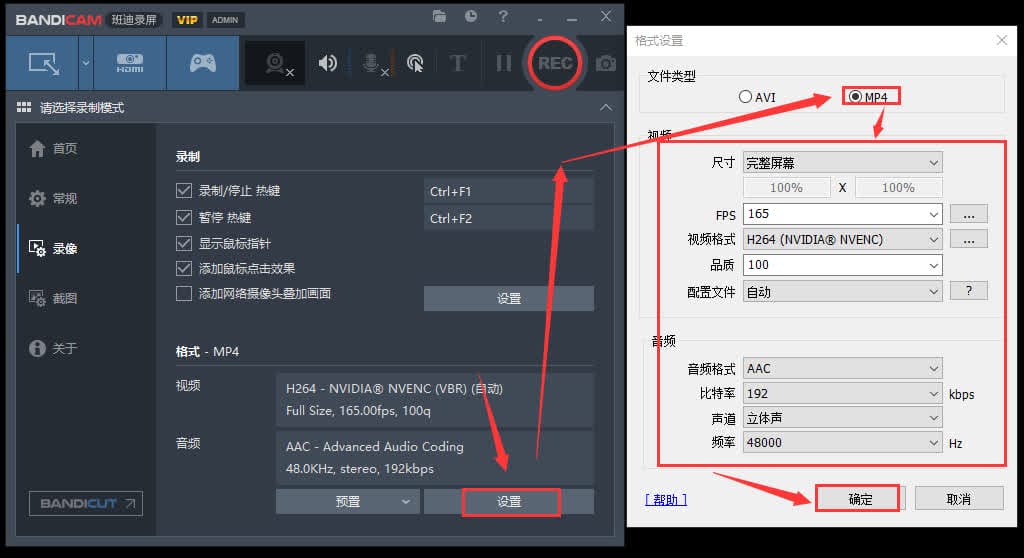 BANDICAM 班迪录屏 VIP ADMIN
?
HDMI T REC
请选择录制模式
首页
常规
录像
截图
关于
BANDICUT
录制
录制/停止 热键 Ctrl+F1
暂停 热键 Ctrl+F2
显示鼠标指针
添加鼠标点击效果
添加网络摄像头叠加画面
设置
格式 - MP4
视频
H264 - NVIDIA® NVENC (VBR) (自动)
Full Size, 165.00fps, 100q
音频
AAC - Advanced Audio Coding
48.0KHz, stereo, 192kbps
预置 设置
格式设置
文件类型
AVI MP4
视频
尺寸 完整屏幕
100% X 100%
FPS 165 ...
视频格式 H264 (NVIDIA® NVENC) ...
品质 100
配置文件 自动 ?
音频
音频格式 AAC
比特率 192 kbps
声道 立体声
频率 48000 Hz
[ 帮助 ] 确定 取消